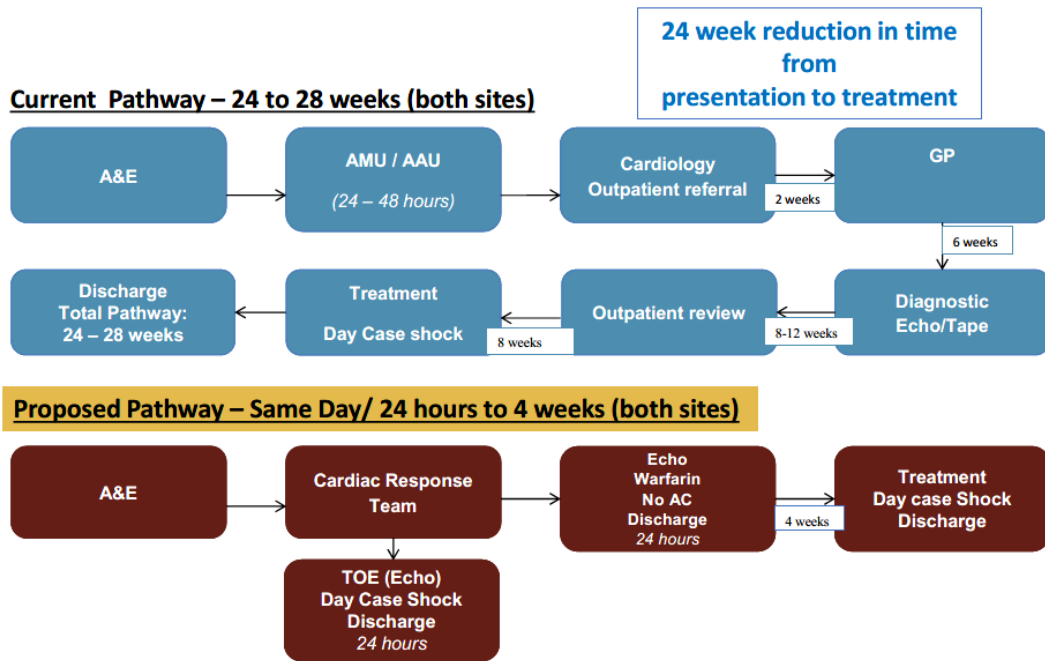 24 week reduction in time
from
presentation to treatment
Current Pathway – 24 to 28 weeks (both sites)
A&E
AMU / AAU
(24 – 48 hours)
Cardiology
Outpatient referral
2 weeks
GP
6 weeks
Diagnostic
Echo/Tape
8-12 weeks
Outpatient review
8 weeks
Treatment
Day Case shock
Discharge
Total Pathway:
24 – 28 weeks
Proposed Pathway – Same Day/ 24 hours to 4 weeks (both sites)
A&E
Cardiac Response
Team
TOE (Echo)
Day Case Shock
Discharge
24 hours
Echo
Warfarin
No AC
Discharge
24 hours
4 weeks
Treatment
Day case Shock
Discharge